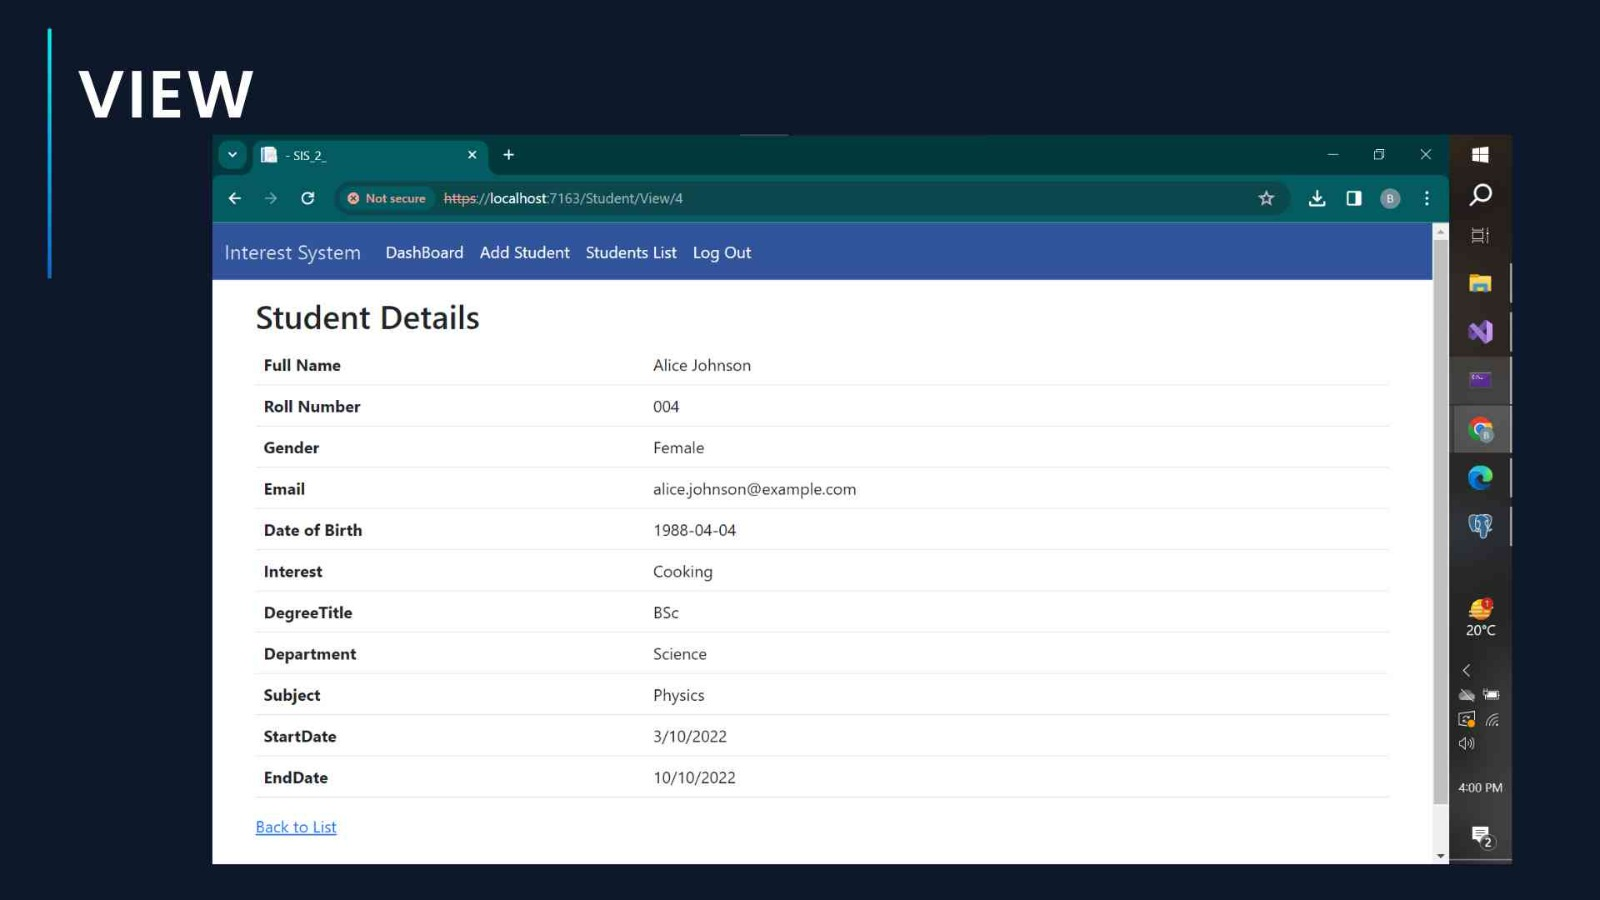 VIEW
- SIS_2_
Not secure https://localhost:7163/Student/View/4
B
Interest System DashBoard Add Student Students List Log Out
Student Details
Full Name Alice Johnson
Roll Number 004
Gender Female
Email alice.johnson@example.com
Date of Birth 1988-04-04
Interest Cooking
DegreeTitle BSc
Department Science
Subject Physics
StartDate 3/10/2022
EndDate 10/10/2022
Back to List
B
1
20°C
4:00 PM
2